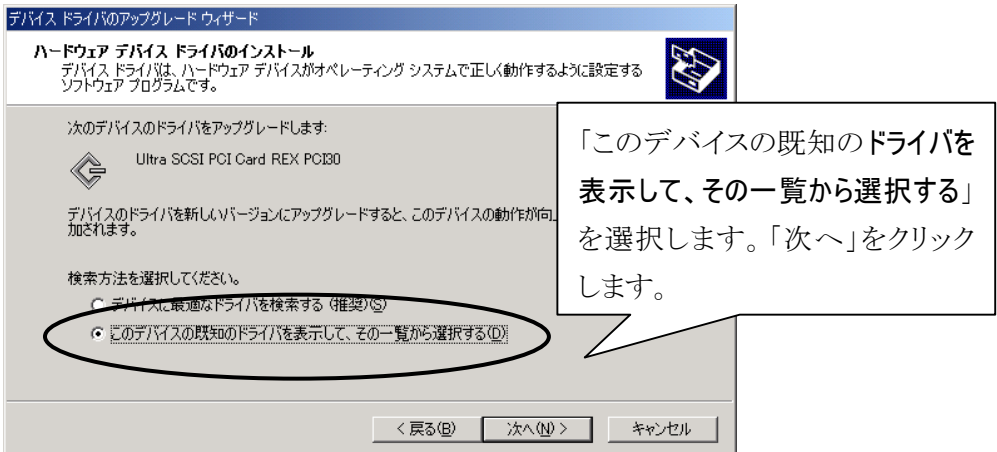 デバイス ドライバのアップグレード ウィザード
ハードウェア デバイス ドライバのインストール
デバイス ドライバは、ハードウェア デバイスがオペレーティング システムで正しく動作するように設定する
ソフトウェア プログラムです。
次のデバイスのドライバをアップグレードします:
Ultra SCSI PCI Card REX PCI30
デバイスのドライバを新しいバージョンにアップグレードすると、このデバイスの動作が向
加されます。
検索方法を選択してください。
デバイスに最適なドライバを検索する (推奨)(S)
このデバイスの既知のドライバを表示して、その一覧から選択する(D)
< 戻る(B)
次へ(N) >
キャンセル
「このデバイスの既知のドライバを
表示して、その一覧から選択する」
を選択します。「次へ」をクリック
します。